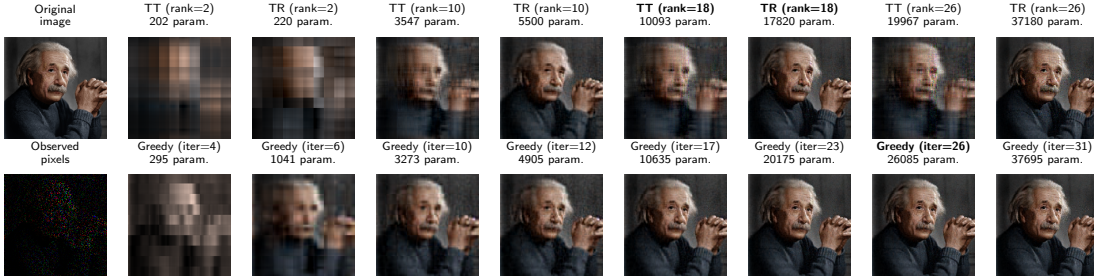 Original
image
TT (rank=2)
202 param.
TR (rank=2)
220 param.
TT (rank=10)
3547 param.
TR (rank=10)
5500 param.
TT (rank=18)
10093 param.
TR (rank=18)
17820 param.
TT (rank=26)
19967 param.
TR (rank=26)
37180 param.
Observed
pixels
Greedy (iter=4)
295 param.
Greedy (iter=6)
1041 param.
Greedy (iter=10)
3273 param.
Greedy (iter=12)
4905 param.
Greedy (iter=17)
10635 param.
Greedy (iter=23)
20175 param.
Greedy (iter=26)
26085 param.
Greedy (iter=31)
37695 param.